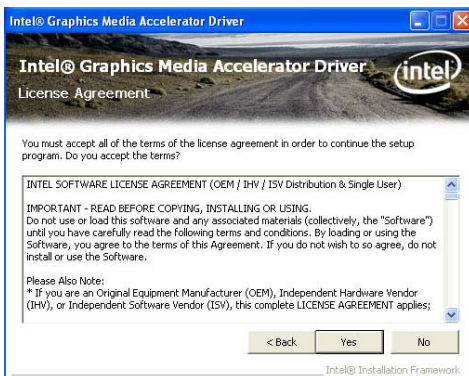 Intel® Graphics Media Accelerator Driver
Intel® Graphics Media Accelerator Driver
intel
License Agreement
You must accept all of the terms of the license agreement in order to continue the setup
program. Do you accept the terms?
INTEL SOFTWARE LICENSE AGREEMENT (OEM / IHV / ISV Distribution & Single User)
IMPORTANT - READ BEFORE COPYING, INSTALLING OR USING.
Do not use or load this software and any associated materials (collectively, the "Software")
until you have carefully read the following terms and conditions. By loading or using the
Software, you agree to the terms of this Agreement. If you do not wish to so agree, do not
install or use the Software.
Please Also Note:
* If you are an Original Equipment Manufacturer (OEM), Independent Hardware Vendor
(IHV), or Independent Software Vendor (ISV), this complete LICENSE AGREEMENT applies;
< Back Yes No
Intel® Installation Framework